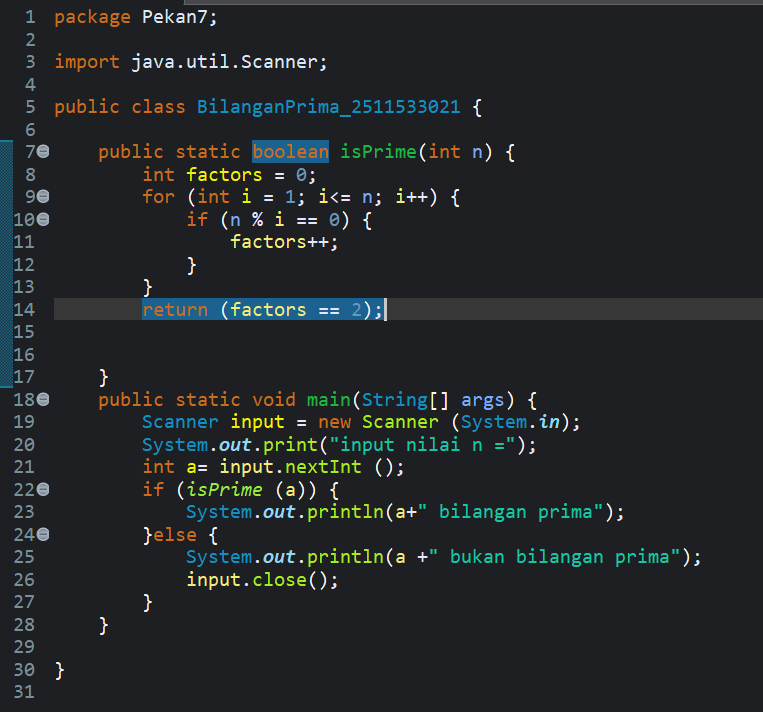 1 package Pekan7;
2
3 import java.util.Scanner;
4
5 public class BilanganPrima_2511533021 {
6
7 public static boolean isPrime(int n) {
8 int factors = 0;
9 for (int i = 1; i<= n; i++) {
10 if (n % i == 0) {
11 factors++;
12 }
13 }
14 return (factors == 2);
15
16
17 }
18 public static void main(String[] args) {
19 Scanner input = new Scanner (System.in);
20 System.out.print("input nilai n =");
21 int a= input.nextInt ();
22 if (isPrime (a)) {
23 System.out.println(a+" bilangan prima");
24 }else {
25 System.out.println(a +" bukan bilangan prima");
26 input.close();
27 }
28 }
29
30 }
31